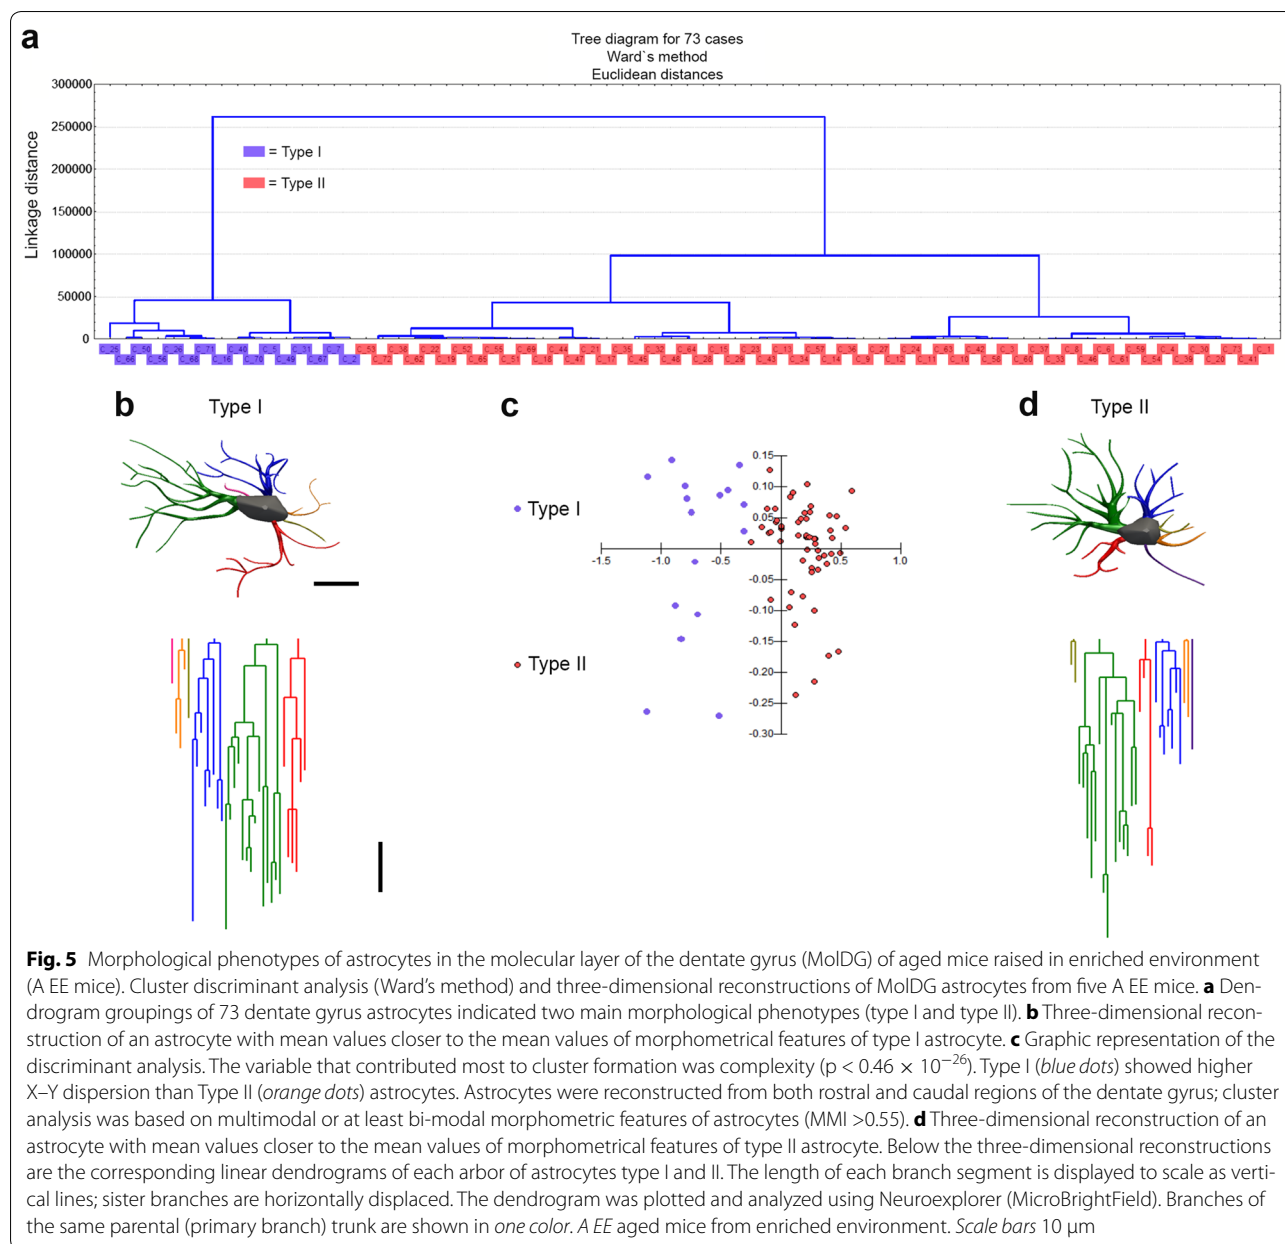 a
Tree diagram for 73 cases
Ward`s method
Euclidean distances
300000
250000
200000
150000
100000
50000
0
Linkage distance
= Type I
= Type II
b
Type I
c
d
Type II
Type I
Type II
0.15
0.10
0.05
-0.05
-0.10
-0.15
-0.20
-0.25
-0.30
-1.5
-1.0
-0.5
0.5
1.0
Fig. 5 Morphological phenotypes of astrocytes in the molecular layer of the dentate gyrus (MolDG) of aged mice raised in enriched environment
(A EE mice). Cluster discriminant analysis (Ward’s method) and three-dimensional reconstructions of MolDG astrocytes from five A EE mice. a Den-
drogram groupings of 73 dentate gyrus astrocytes indicated two main morphological phenotypes (type I and type II). b Three-dimensional recon-
struction of an astrocyte with mean values closer to the mean values of morphometrical features of type I astrocyte. c Graphic representation of the
discriminant analysis. The variable that contributed most to cluster formation was complexity (p < 0.46 × 10−26). Type I (blue dots) showed higher
X–Y dispersion than Type II (orange dots) astrocytes. Astrocytes were reconstructed from both rostral and caudal regions of the dentate gyrus; cluster
analysis was based on multimodal or at least bi-modal morphometric features of astrocytes (MMI >0.55). d Three-dimensional reconstruction of an
astrocyte with mean values closer to the mean values of morphometrical features of type II astrocyte. Below the three-dimensional reconstructions
are the corresponding linear dendrograms of each arbor of astrocytes type I and II. The length of each branch segment is displayed to scale as verti-
cal lines; sister branches are horizontally displaced. The dendrogram was plotted and analyzed using Neuroexplorer (MicroBrightField). Branches of
the same parental (primary branch) trunk are shown in one color. A EE aged mice from enriched environment. Scale bars 10 μm